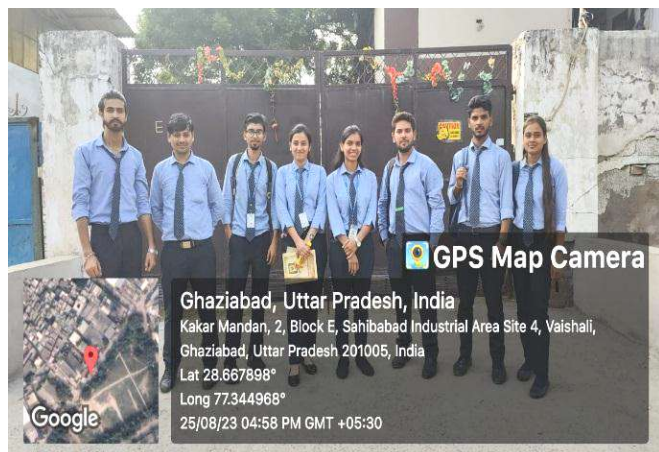 E
GPS Map Camera
Ghaziabad, Uttar Pradesh, India
Kakar Mandan, 2, Block E, Sahibabad Industrial Area Site 4, Vaishali,
Ghaziabad, Uttar Pradesh 201005, India
Lat 28.667898°
Long 77.344968°
25/08/23 04:58 PM GMT +05:30
Google